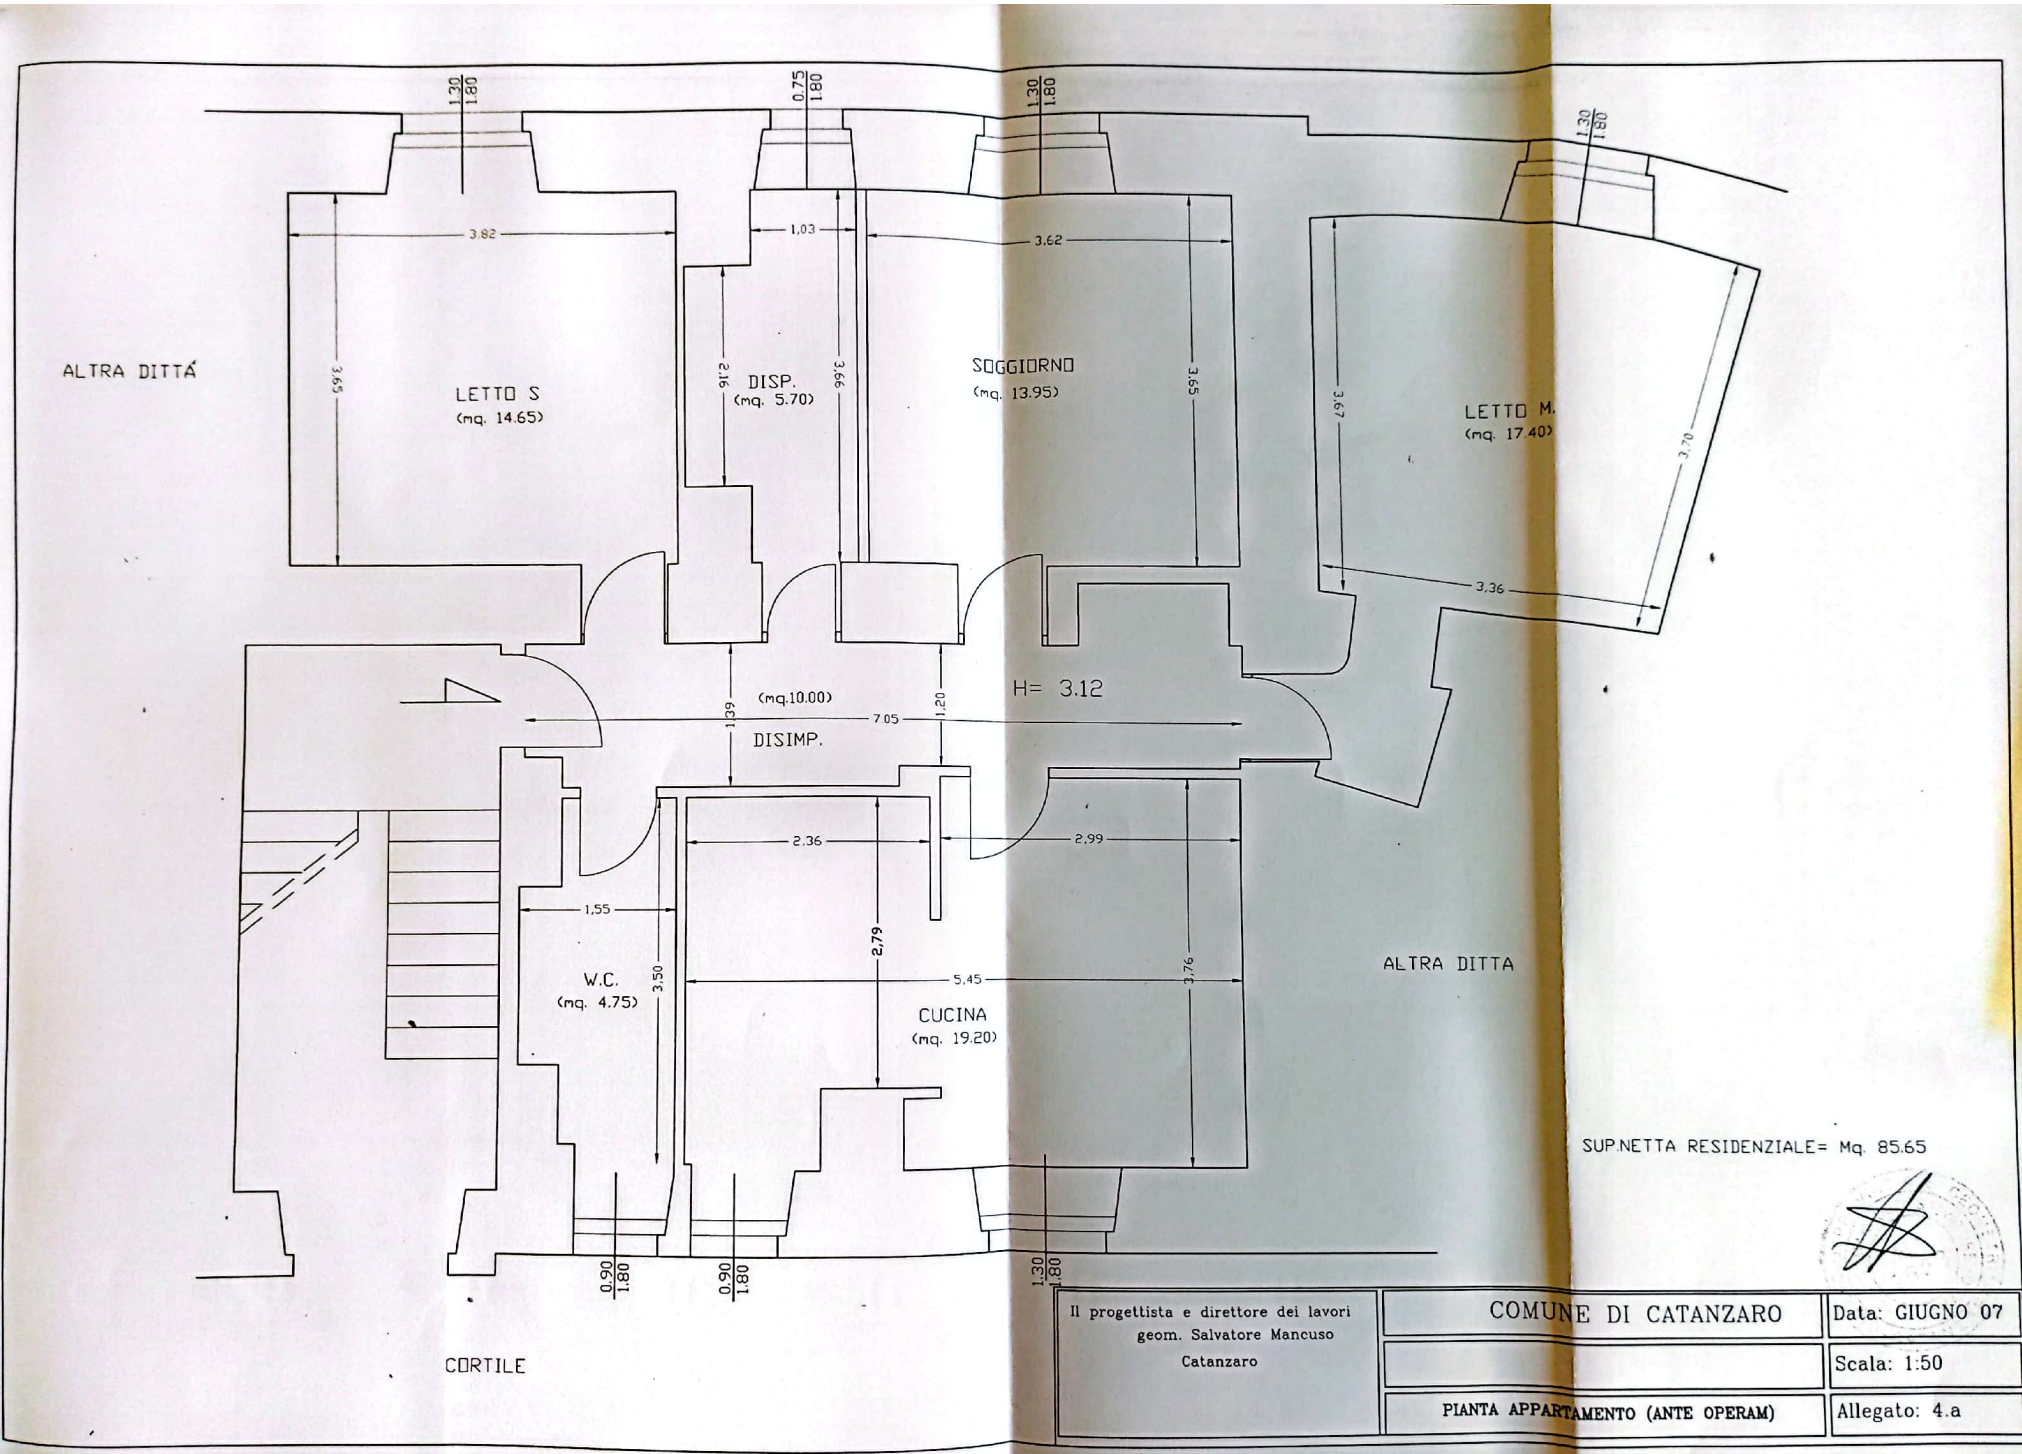 1.30
1.80
0.75
1.80
1.30
1.80
1.30
1.80
3.82
1,03
3.62
3.65
2.16
3.66
3.65
3.67
3.70
ALTRA DITTA'
LETTO S
(mq. 14.65)
DISP.
(mq. 5.70)
SOGGIORNO
(mq. 13.95)
LETTO M.
(mq. 17.40)
3,36
1,39
(mq.10.00)
7.05
DISIMP.
1,20
H= 3.12
2.36
2,99
1,55
2,79
W.C.
(mq. 4.75)
3,50
5,45
3,76
CUCINA
(mq. 19.20)
ALTRA DITTA
SUP.NETTA RESIDENZIALE= Mq. 85.65
0.90
1.80
0.90
1.80
1.30
1.80
CORTILE
Il progettista e direttore dei lavori
geom. Salvatore Mancuso
Catanzaro
COMUNE DI CATANZARO
PIANTA APPARTAMENTO (ANTE OPERAM)
Data: GIUGNO 07
Scala: 1:50
Allegato: 4.a